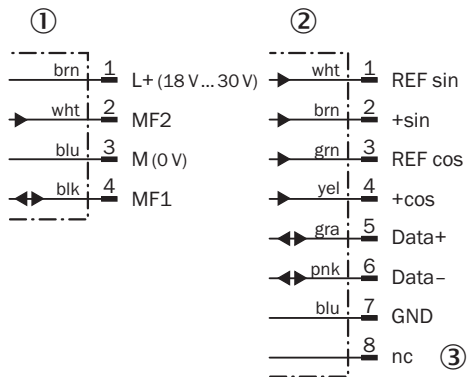 ①
brn 1 L+ (18 V ... 30 V)
wht 2 MF2
blu 3 M (0 V)
blk 4 MF1
②
wht 1 REF sin
brn 2 +sin
grn 3 REF cos
yel 4 +cos
gra 5 Data+
pnk 6 Data–
blu 7 GND
8 nc ③